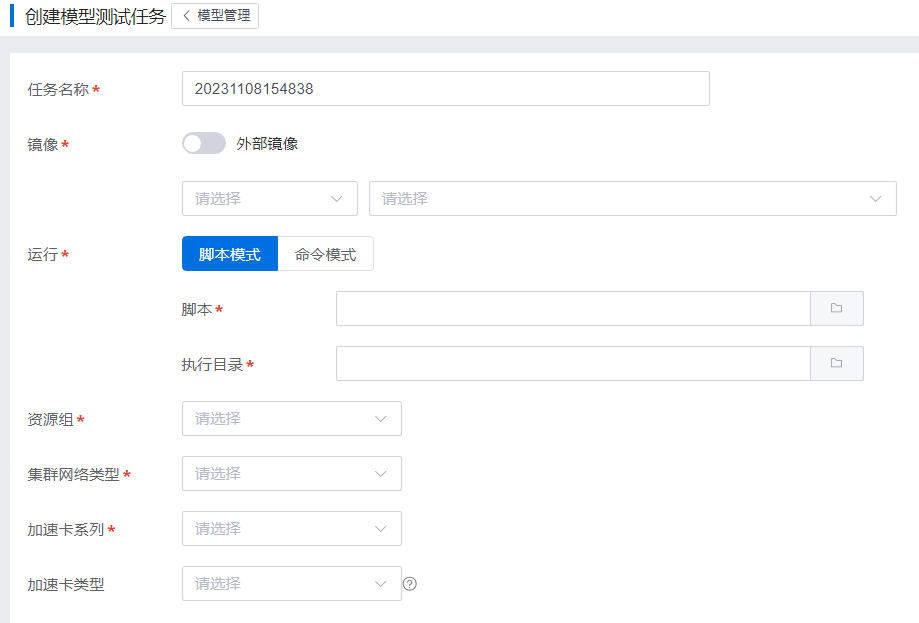 创建模型测试任务 < 模型管理
任务名称* 20231108154838
镜像* 外部镜像
请选择 请选择
运行* 脚本模式 命令模式
脚本*
执行目录*
资源组* 请选择
集群网络类型* 请选择
加速卡系列* 请选择
加速卡类型 请选择 ?